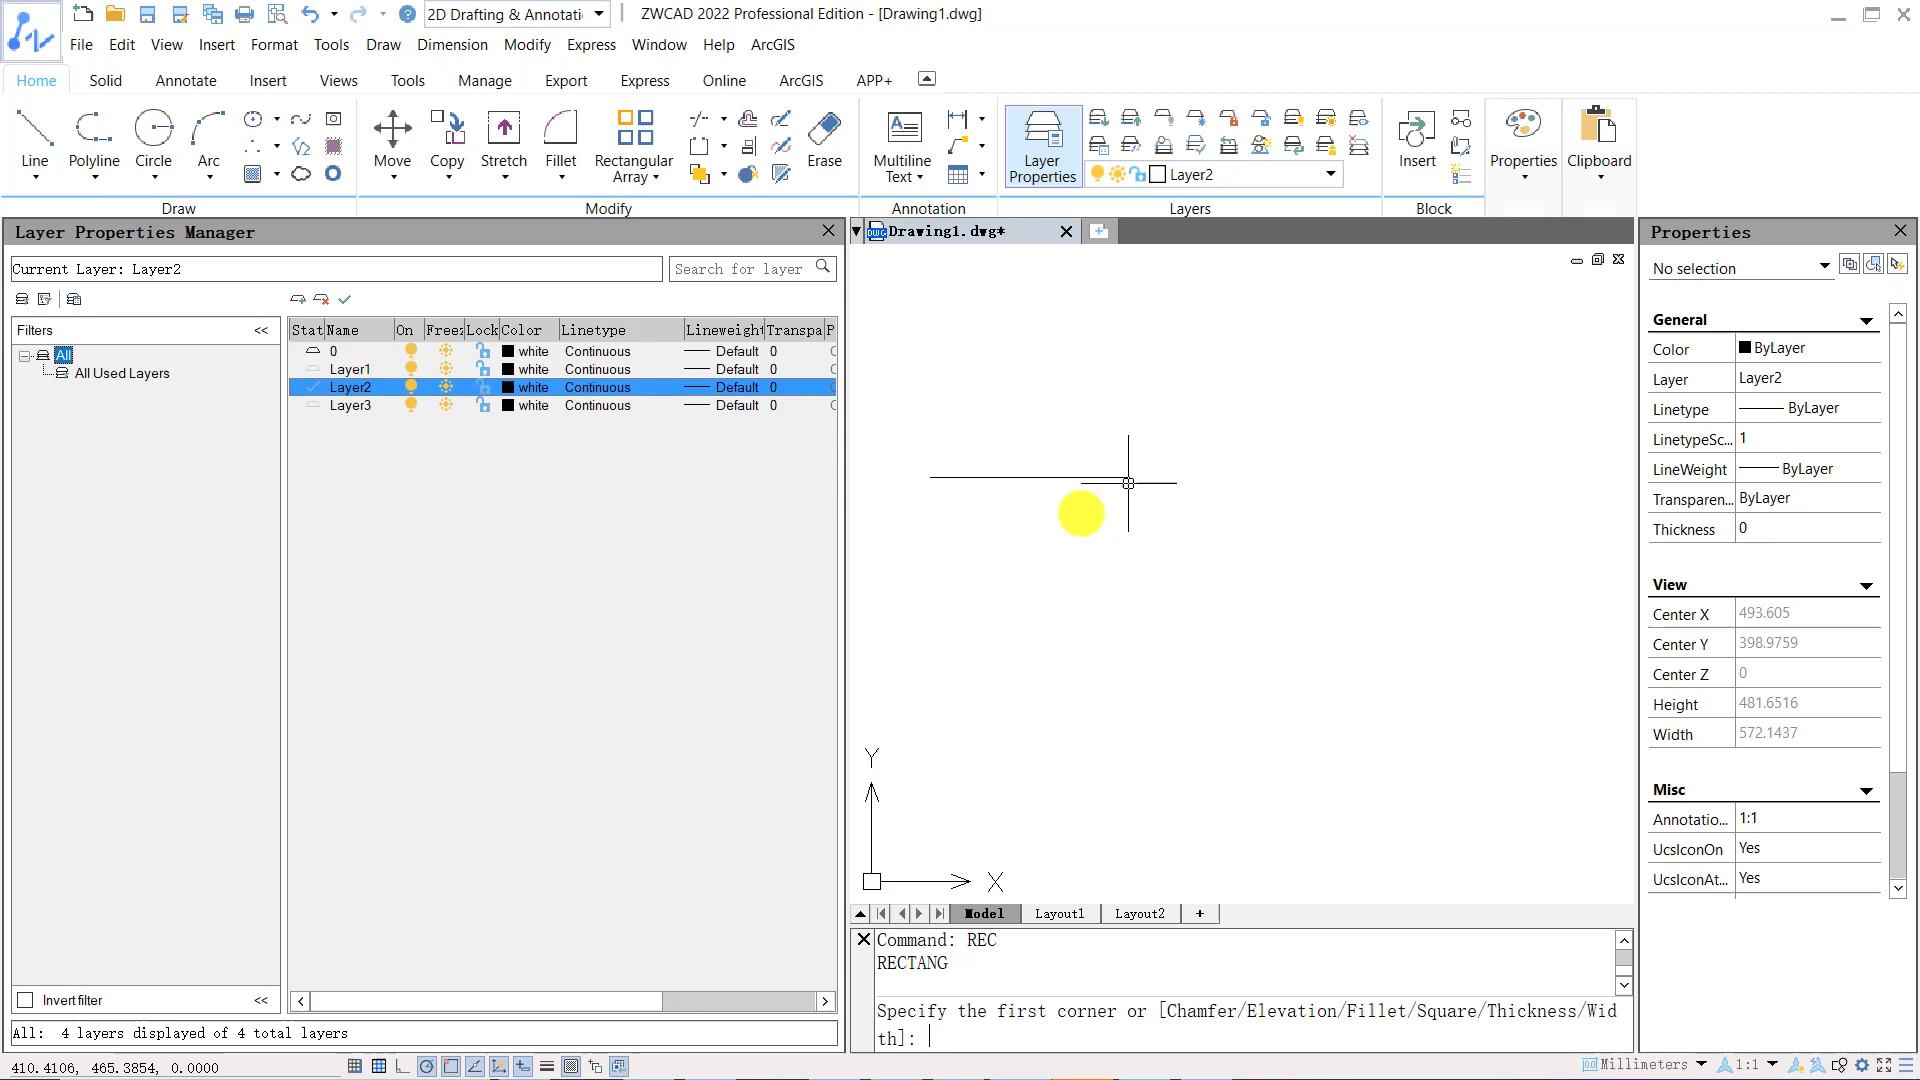 2D Drafting & Annotati
ZWCAD 2022 Professional Edition - [Drawing1.dwg]
File Edit View Insert Format Tools Draw Dimension Modify Express Window Help ArcGIS
Home Solid Annotate Insert Views Tools Manage Export Express Online ArcGIS APP+
Line Polyline Circle Arc
Move Copy Stretch Fillet Rectangular Array Erase
Multiline Text
Layer Properties
Layer2
Insert Properties Clipboard
Draw Modify Annotation Layers Block
Layer Properties Manager
Drawing1.dwg*
Properties
Current Layer: Layer2
Search for layer
No selection
Filters <<
Stat Name On Freez Lock Color Linetype Lineweight Transpa P
All
All Used Layers
0 white Continuous Default 0 C
Layer1 white Continuous Default 0 C
Layer2 white Continuous Default 0 C
Layer3 white Continuous Default 0 C
General
Color ByLayer
Layer Layer2
Linetype ByLayer
LinetypeSc... 1
LineWeight ByLayer
Transparen... ByLayer
Thickness 0
View
Center X 493.605
Center Y 398.9759
Center Z 0
Height 481.6516
Width 572.1437
Misc
Annotatio... 1:1
UcsIconOn Yes
UcsIconAt... Yes
Y
X
Model Layout1 Layout2 +
Command: REC
RECTANG
Specify the first corner or [Chamfer/Elevation/Fillet/Square/Thickness/Wid
th]:
Invert filter <<
All: 4 layers displayed of 4 total layers
410.4106, 465.3854, 0.0000
Millimeters 1:1